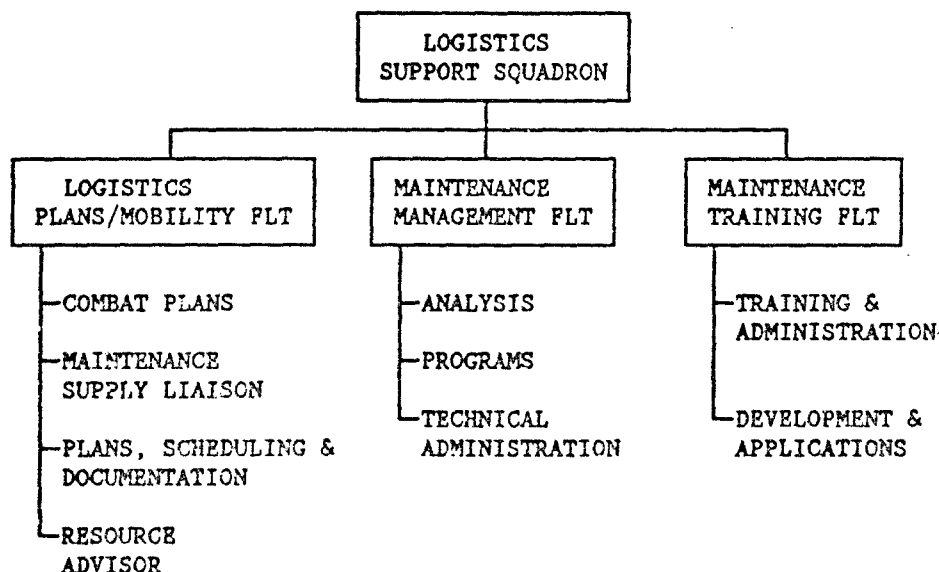 LOGISTICS
SUPPORT SQUADRON
LOGISTICS
PLANS/MOBILITY FLT
MAINTENANCE
MANAGEMENT FLT
MAINTENANCE
TRAINING FLT
COMBAT PLANS
MAINTENANCE
SUPPLY LIAISON
PLANS, SCHEDULING &
DOCUMENTATION
RESOURCE
ADVISOR
ANALYSIS
PROGRAMS
TECHNICAL
ADMINISTRATION
TRAINING &
ADMINISTRATION
DEVELOPMENT &
APPLICATIONS